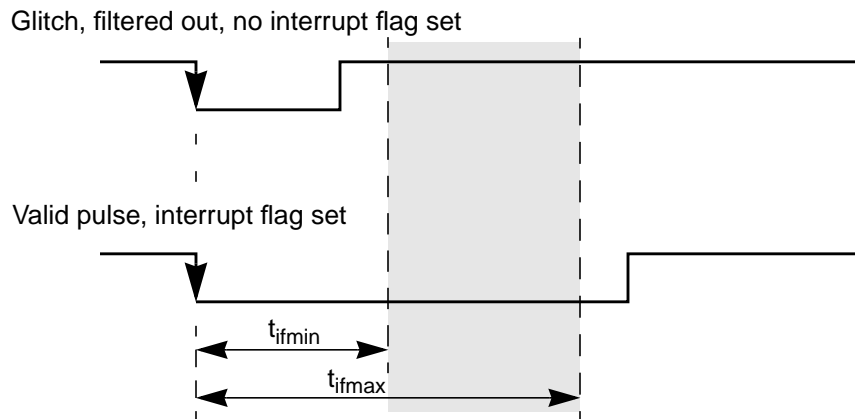 Glitch, filtered out, no interrupt flag set
Valid pulse, interrupt flag set
tifmin
tifmax